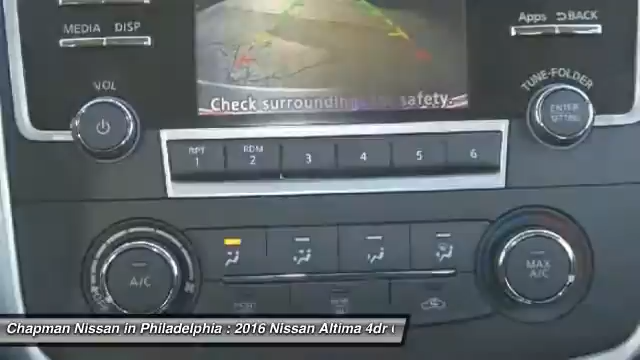 Apps BACK
MEDIA DISP
Check surroundings for safety.
VOL
TUNE·FOLDER
ENTER
SETTING
RPT RDM
1 2 3 4 5 6
A/C
MAX
A/C
Chapman Nissan in Philadelphia : 2016 Nissan Altima 4dr